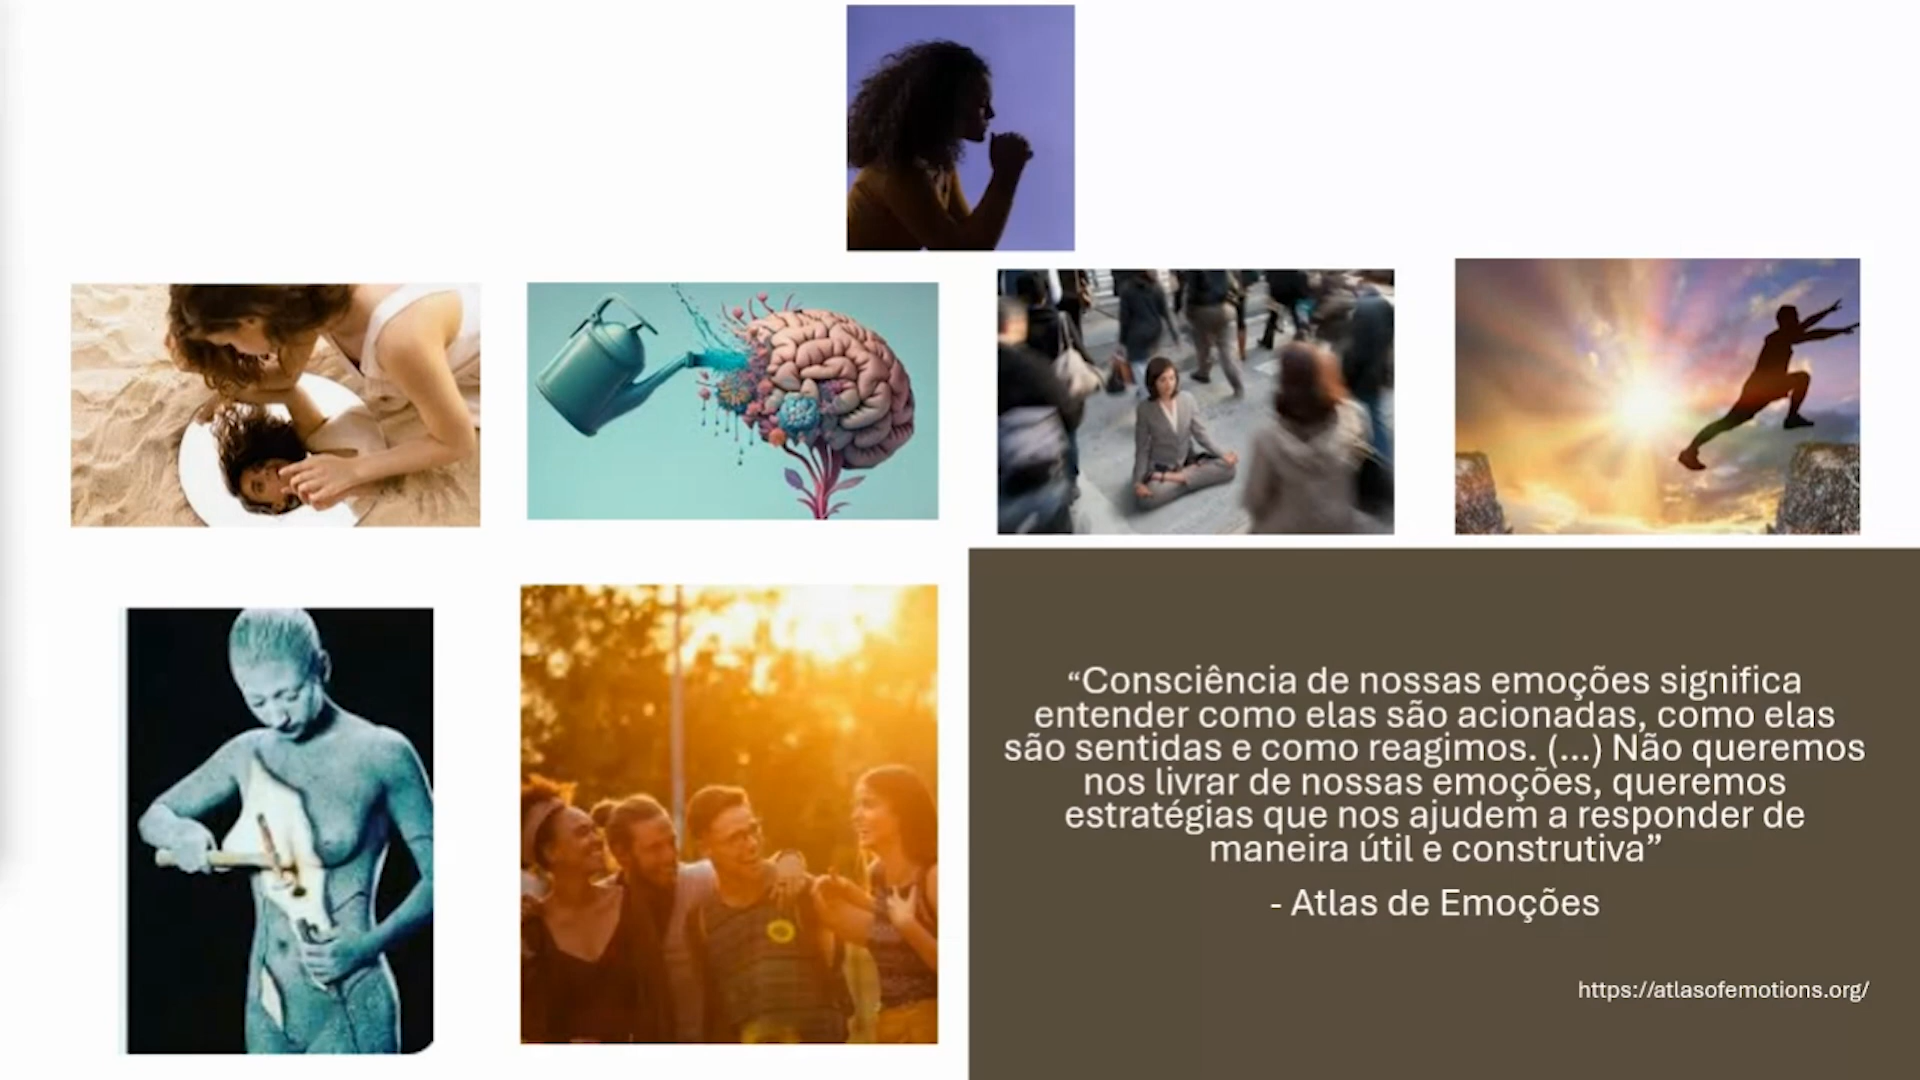 “Consciência de nossas emoções significa
entender como elas são acionadas, como elas
são sentidas e como reagimos. (...) Não queremos
nos livrar de nossas emoções, queremos
estratégias que nos ajudem a responder de
maneira útil e construtiva”
- Atlas de Emoções
https://atlasofemotions.org/